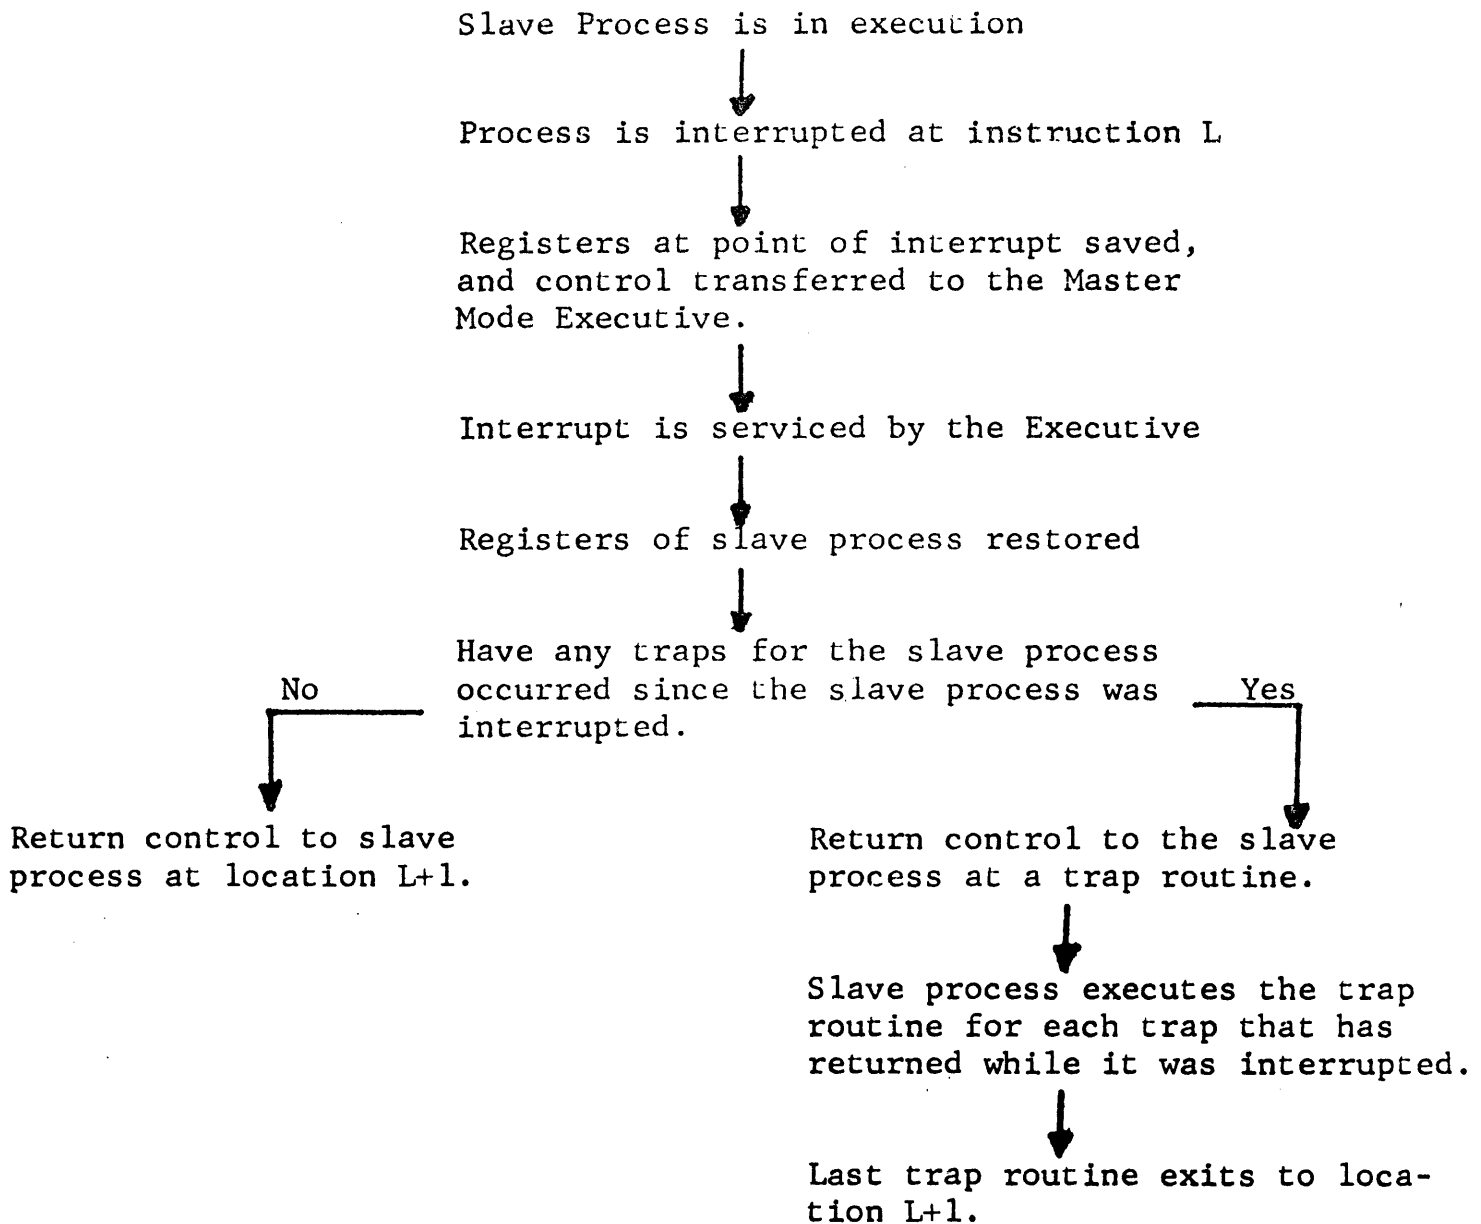 Slave Process is in execution
Process is interrupted at instruction L
Registers at point of interrupt saved,
and control transferred to the Master
Mode Executive.
Interrupt is serviced by the Executive
Registers of slave process restored
Have any traps for the slave process
occurred since the slave process was
interrupted.
No
Yes
Return control to slave
process at location L+1.
Return control to the slave
process at a trap routine.
Slave process executes the trap
routine for each trap that has
returned while it was interrupted.
Last trap routine exits to loca-
tion L+1.